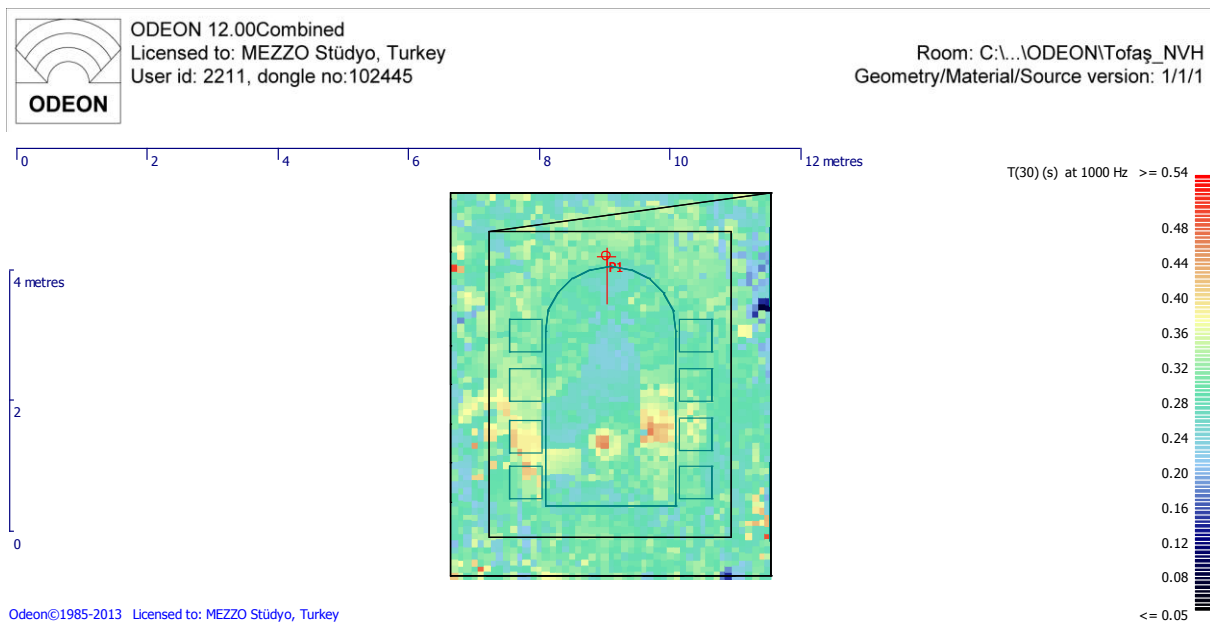 ODEON
ODEON 12.00Combined
Licensed to: MEZZO Stüdyo, Turkey
User id: 2211, dongle no:102445
Room: C:\...\ODEON\Tofaş_NVH
Geometry/Material/Source version: 1/1/1
0 2 4 6 8 10 12 metres
T(30) (s) at 1000 Hz >= 0.54
0.48
0.44
0.40
0.36
0.32
0.28
0.24
0.20
0.16
0.12
0.08
<= 0.05
P1
4 metres
2
0
Odeon©1985-2013 Licensed to: MEZZO Stüdyo, Turkey